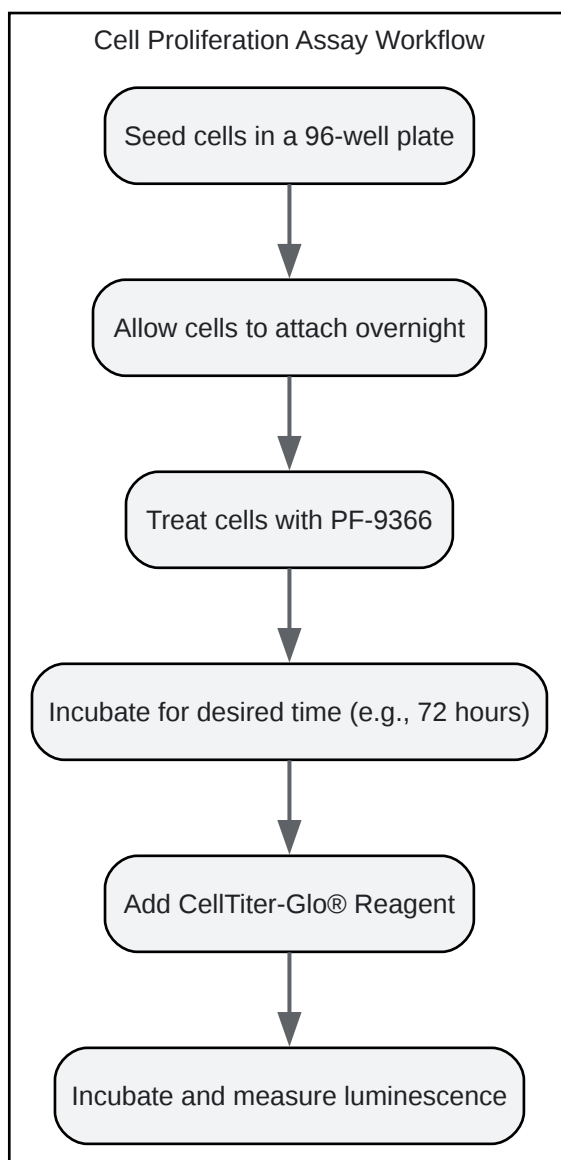 Cell Proliferation Assay Workflow
Seed cells in a 96-well plate
Allow cells to attach overnight
Treat cells with PF-9366
Incubate for desired time (e.g., 72 hours)
Add CellTiter-Glo® Reagent
Incubate and measure luminescence